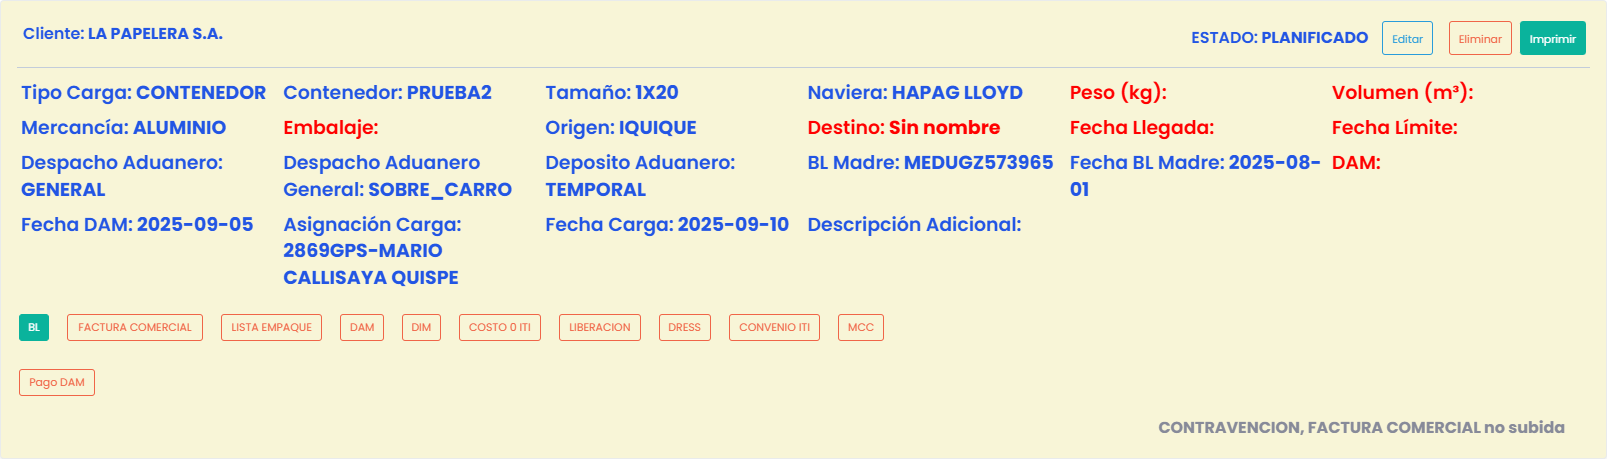 Cliente: LA PAPELERA S.A.
ESTADO: PLANIFICADO
Editar
Eliminar
Imprimir
Tipo Carga: CONTENEDOR
Contenedor: PRUEBA2
Tamaño: 1X20
Naviera: HAPAG LLOYD
Peso (kg):
Volumen (m³):
Mercancía: ALUMINIO
Embalaje:
Origen: IQUIQUE
Destino: Sin nombre
Fecha Llegada:
Fecha Límite:
Despacho Aduanero:
GENERAL
Despacho Aduanero
General: SOBRE_CARRO
Deposito Aduanero:
TEMPORAL
BL Madre: MEDUGZ573965
Fecha BL Madre: 2025-08-
01
DAM:
Fecha DAM: 2025-09-05
Asignación Carga:
2869GPS-MARIO
CALLISAYA QUISPE
Fecha Carga: 2025-09-10
Descripción Adicional:
BL
FACTURA COMERCIAL
LISTA EMPAQUE
DAM
DIM
COSTO 0 ITI
LIBERACION
DRESS
CONVENIO ITI
MCC
Pago DAM
CONTRAVENCION, FACTURA COMERCIAL no subida